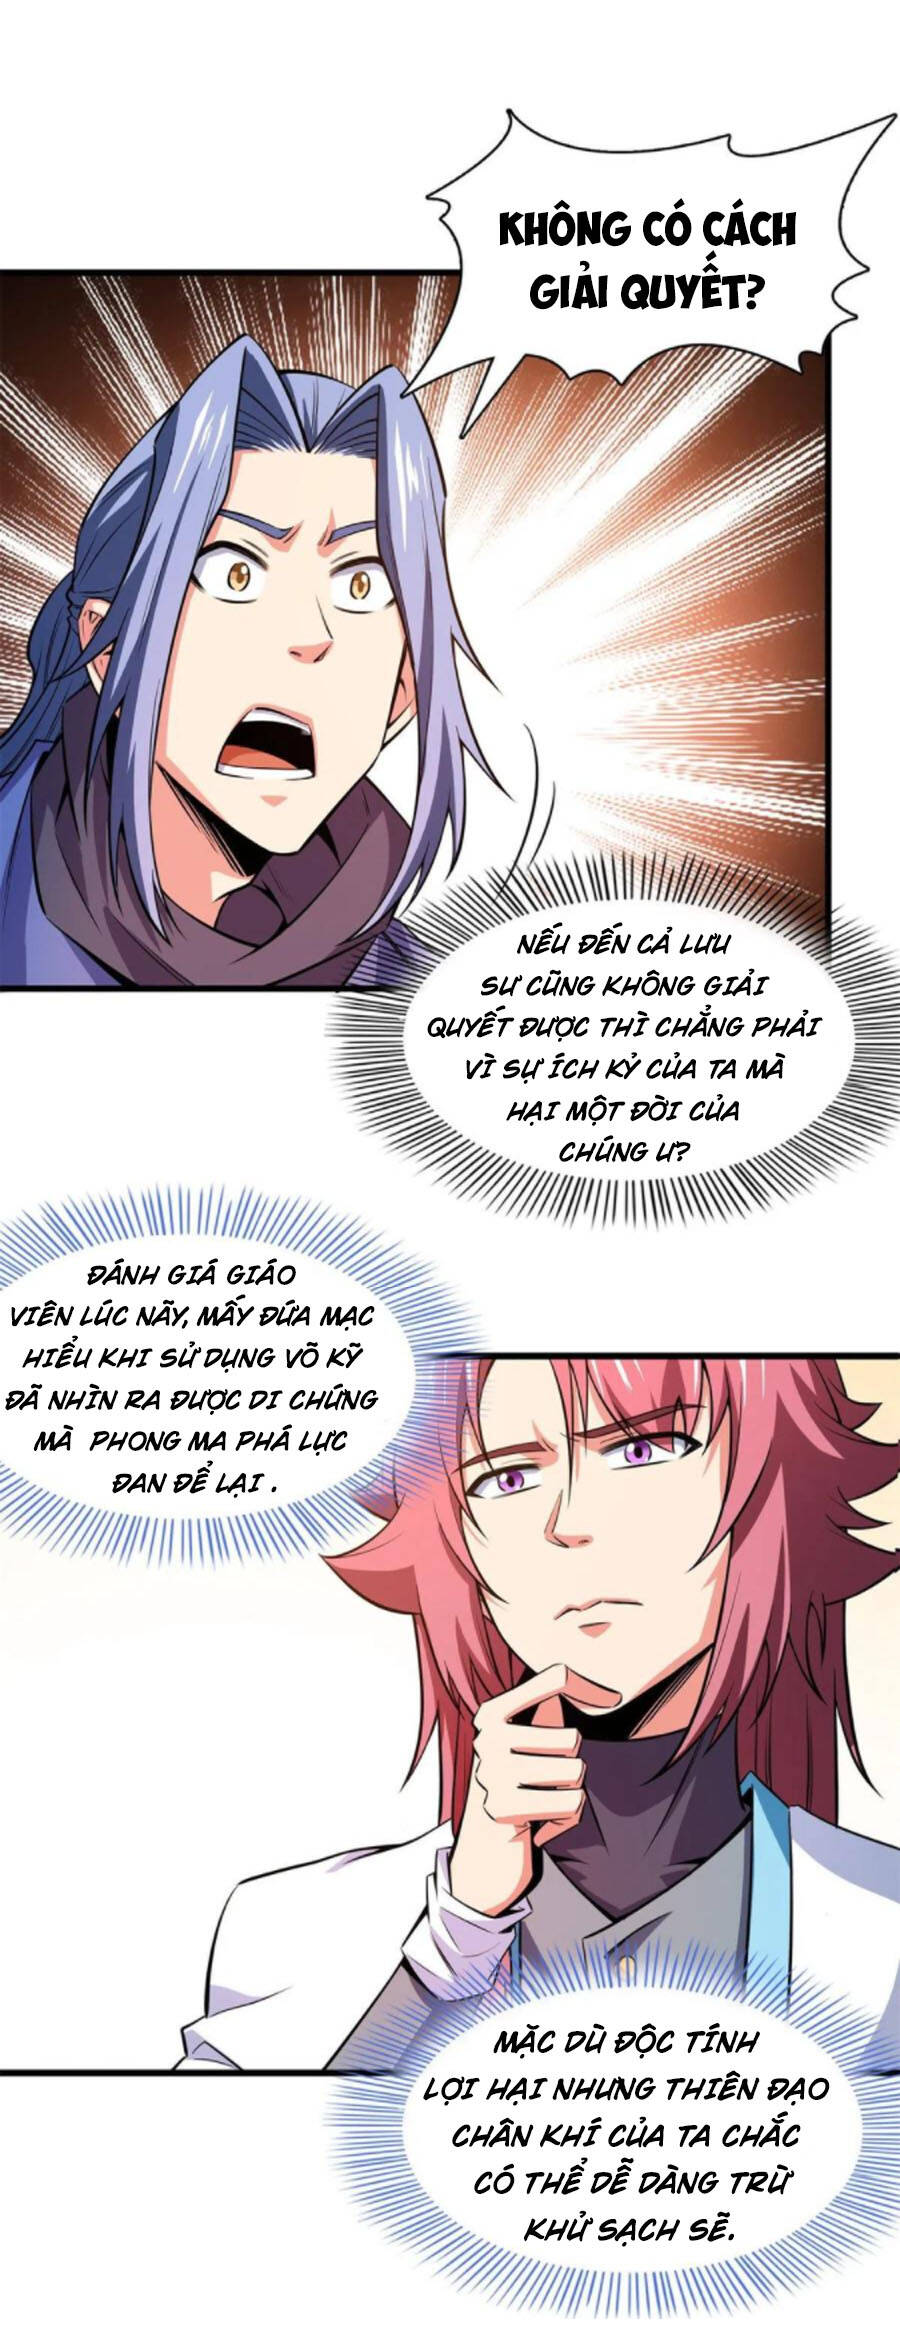 KHÔNG CÓ CÁCH
GIẢI QUYẾT?
NẾU ĐẾN CẢ LƯU
SƯ CŨNG KHÔNG GIẢI
QUYẾT ĐƯỢC THÌ CHẲNG PHẢI
VÌ SỰ ÍCH KỶ CỦA TA MÀ
HẠI MỘT ĐỜI CỦA
CHÚNG Ư?
ĐÁNH GIÁ GIÁO
VIÊN LÚC NÃY, MẤY ĐỨA MẠC
HIỂU KHI SỬ DỤNG VÕ KỸ
ĐÃ NHÌN RA ĐƯỢC DI CHỨNG
MÀ PHONG MA PHÁ LỰC
ĐAN ĐỂ LẠI .
MẶC DÙ ĐỘC TÍNH
LỢI HẠI NHƯNG THIÊN ĐẠO
CHÂN KHÍ CỦA TA CHẮC
CÓ THỂ DỄ DÀNG TRỪ
KHỬ SẠCH SẼ.